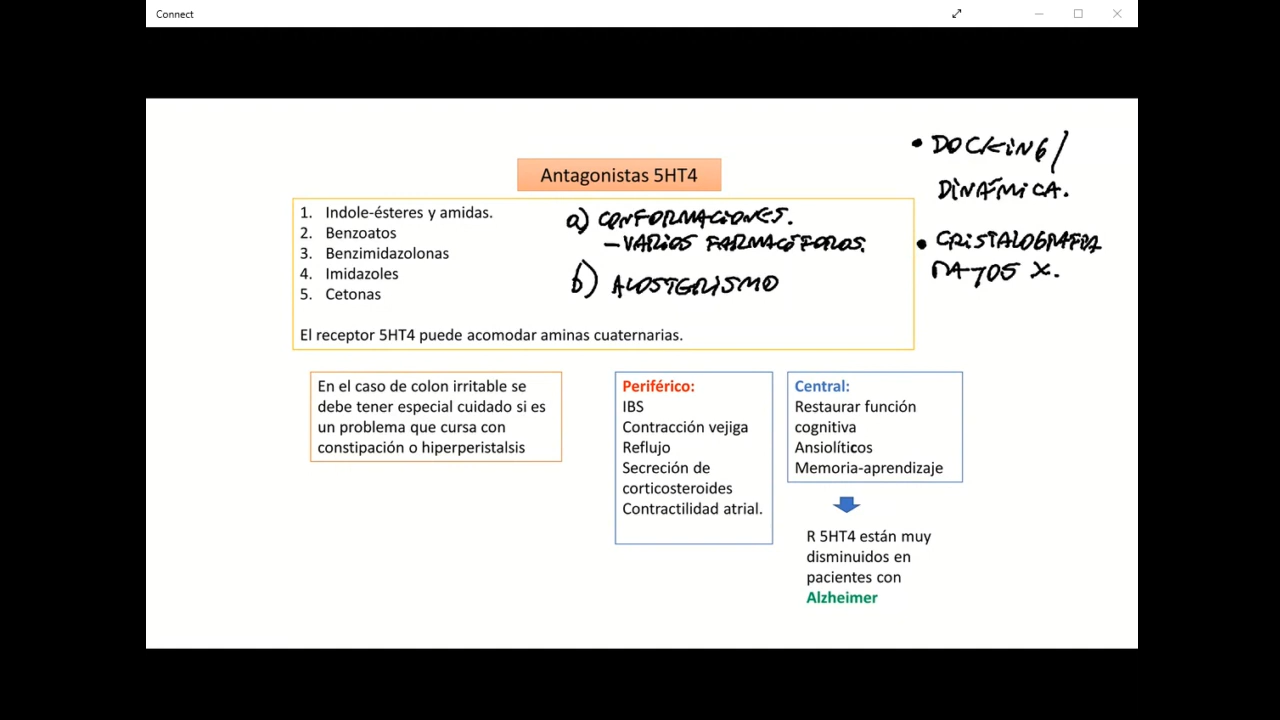 Connect
Antagonistas 5HT4
1. Indole-ésteres y amidas.
2. Benzoatos
3. Benzimidazolonas
4. Imidazoles
5. Cetonas
El receptor 5HT4 puede acomodar aminas cuaternarias.
a) CONFORMACIONES.
– VARIOS FARMACÓFOROS.
b) ALOSTERISMO
• DOCKING/
DINÁMICA.
• CRISTALOGRAFÍA
RAYOS X.
En el caso de colon irritable se
debe tener especial cuidado si es
un problema que cursa con
constipación o hiperperistalsis
Periférico:
IBS
Contracción vejiga
Reflujo
Secreción de
corticosteroides
Contractilidad atrial.
Central:
Restaurar función
cognitiva
Ansiolíticos
Memoria-aprendizaje
R 5HT4 están muy
disminuidos en
pacientes con
Alzheimer